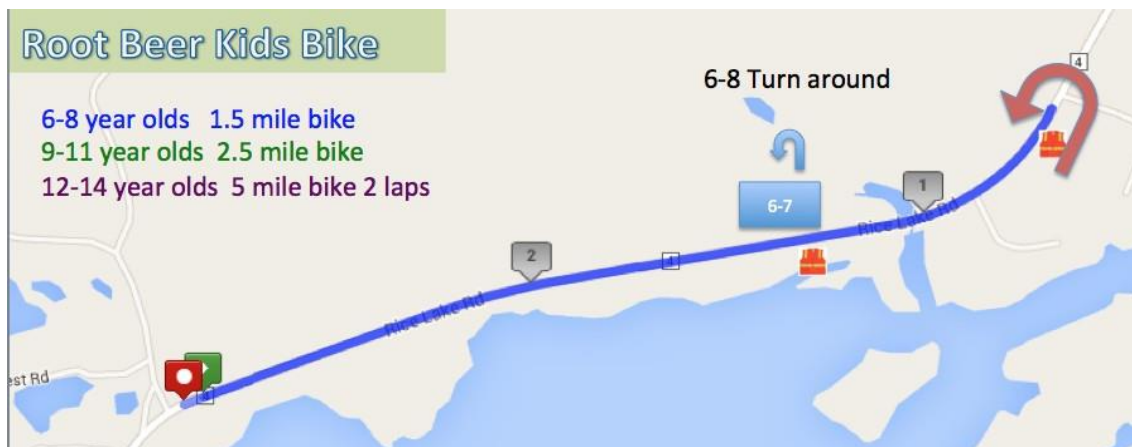 Root Beer Kids Bike
6-8 Turn around
4
6-8 year olds 1.5 mile bike
9-11 year olds 2.5 mile bike
12-14 year olds 5 mile bike 2 laps
6-7
1
Rice Lake Rd
2
4
Rice Lake Rd
est Rd
4